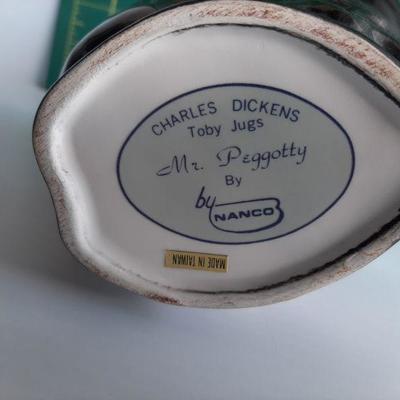 CHARLES DICKENS
Toby Jugs
Mr. Peggotty
By
by NANCO
MADE IN TAIWAN